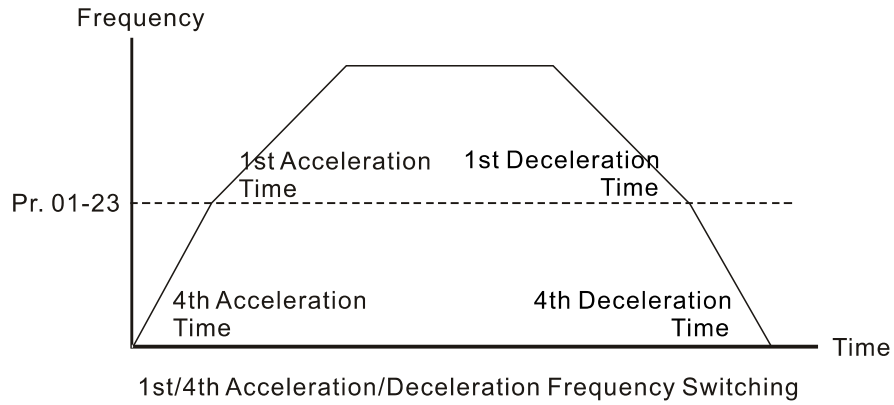 Frequency
1st Acceleration
Time
1st Deceleration
Time
Pr. 01-23
4th Acceleration
Time
4th Deceleration
Time
Time
1st/4th Acceleration/Deceleration Frequency Switching